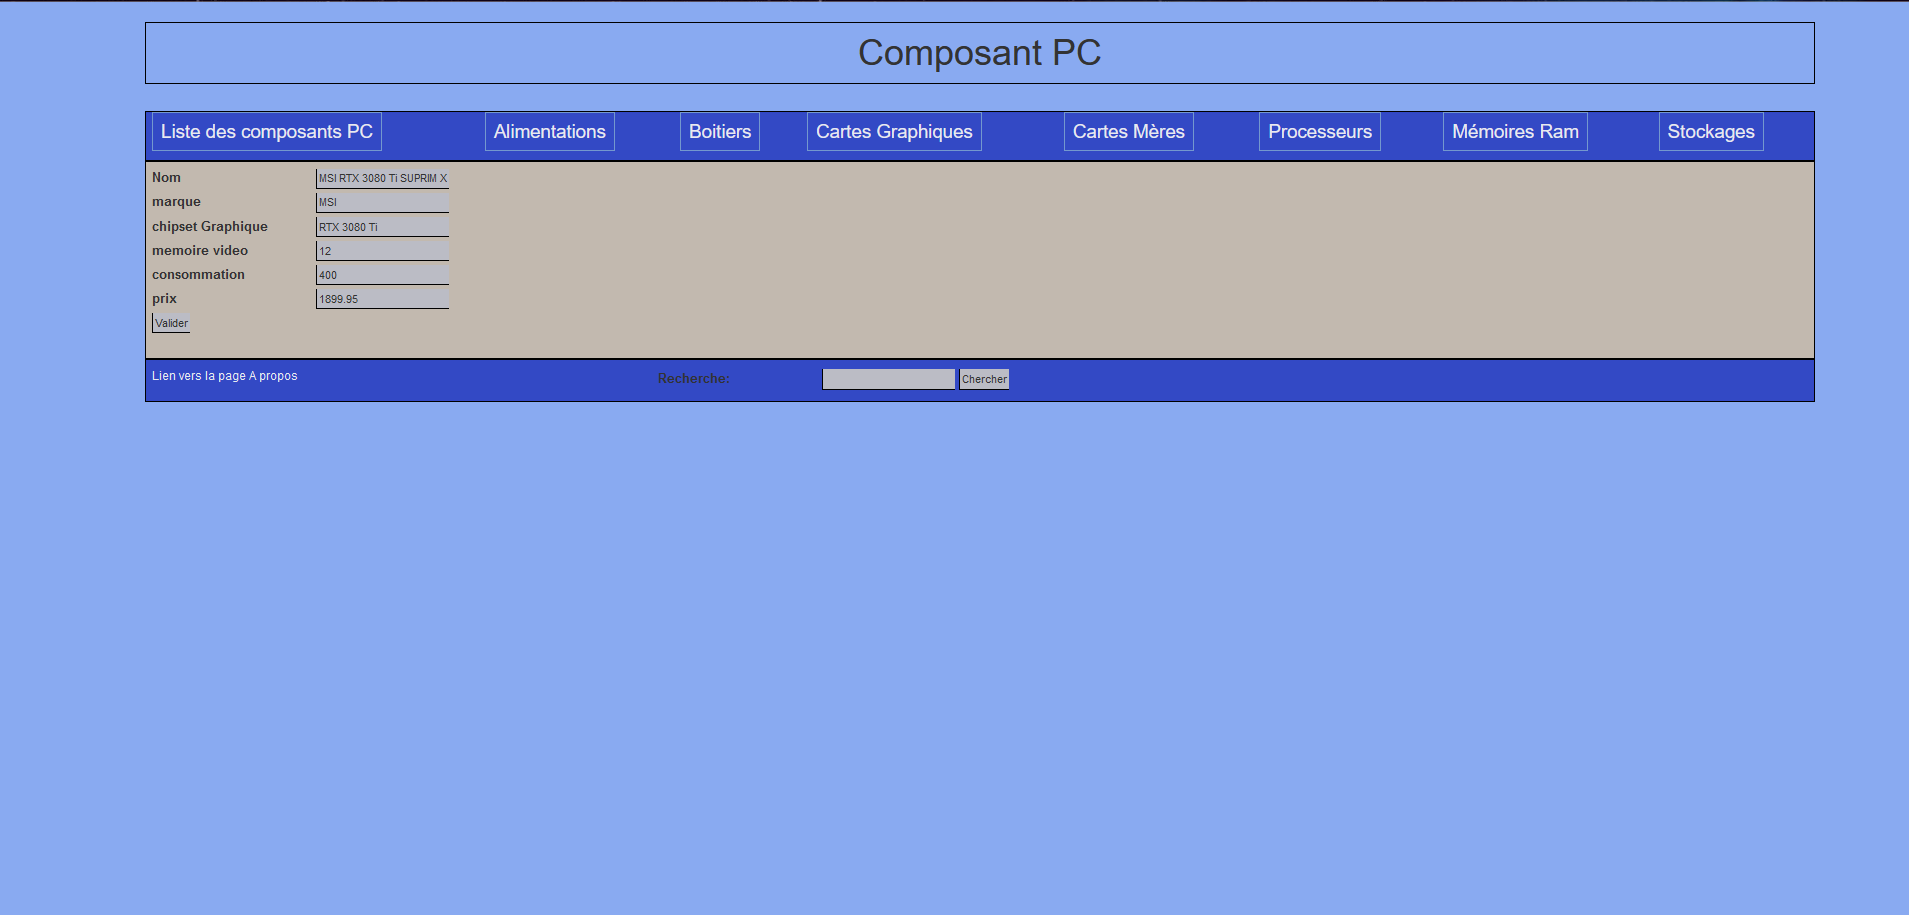 Composant PC
Liste des composants PC Alimentations Boitiers Cartes Graphiques Cartes Mères Processeurs Mémoires Ram Stockages
Nom MSI RTX 3080 Ti SUPRIM X
marque MSI
chipset Graphique RTX 3080 Ti
memoire video 12
consommation 400
prix 1899.95
Valider
Lien vers la page A propos Recherche: Chercher